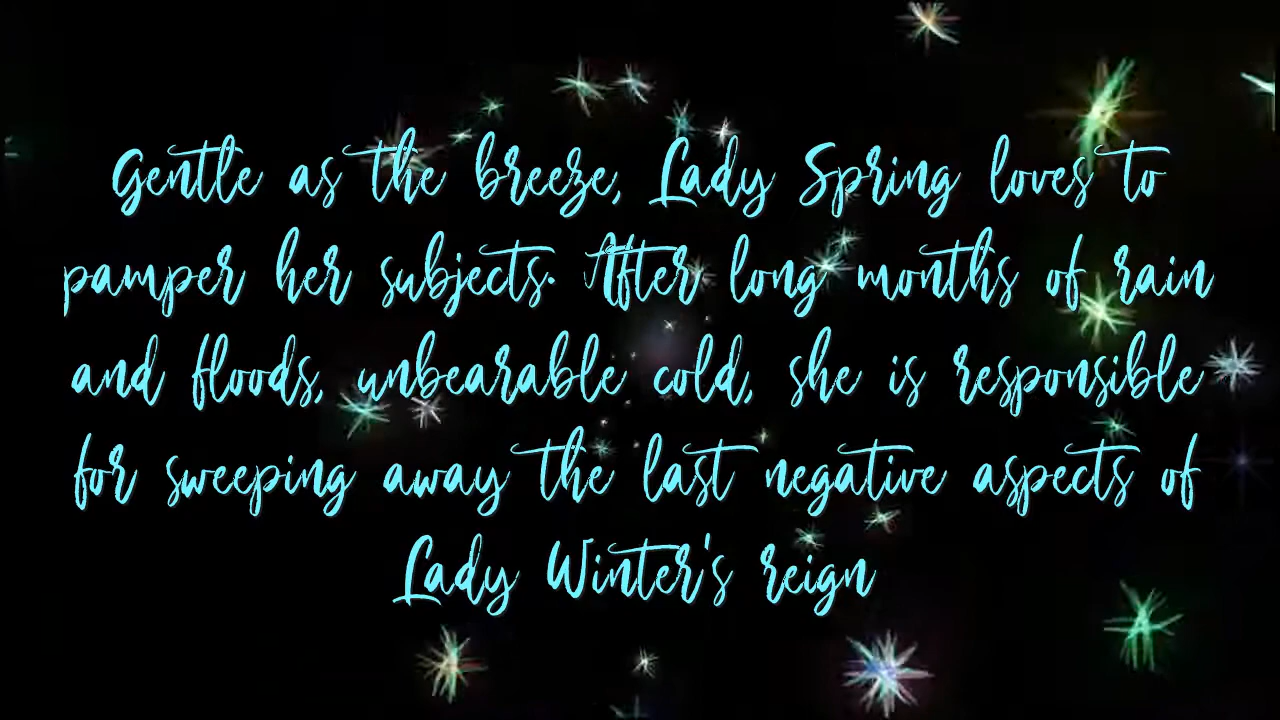 Gentle as the breeze, Lady Spring loves to
pamper her subjects. After long months of rain
and floods, unbearable cold, she is responsible
for sweeping away the last negative aspects of
Lady Winter's reign